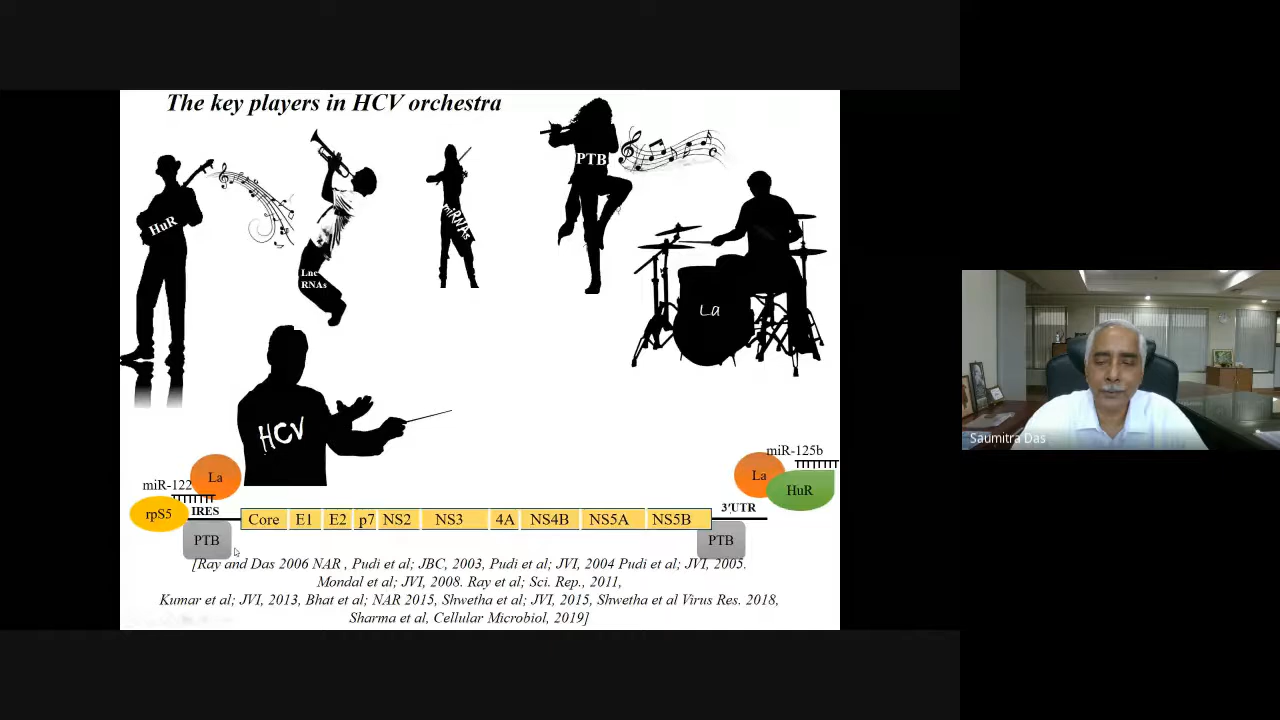 The key players in HCV orchestra
PTB
HuR
miRNAs
Lnc
RNAs
La
HCV
miR-125b
La
La
miR-122
HuR
Saumitra Das
rpS5
IRES
3'UTR
Core E1 E2 p7 NS2 NS3 4A NS4B NS5A NS5B
PTB
PTB
[Ray and Das 2006 NAR , Pudi et al; JBC, 2003, Pudi et al; JVI, 2004 Pudi et al; JVI, 2005.
Mondal et al; JVI, 2008. Ray et al; Sci. Rep., 2011,
Kumar et al; JVI, 2013, Bhat et al; NAR 2015, Shwetha et al; JVI, 2015, Shwetha et al Virus Res. 2018,
Sharma et al, Cellular Microbiol, 2019]